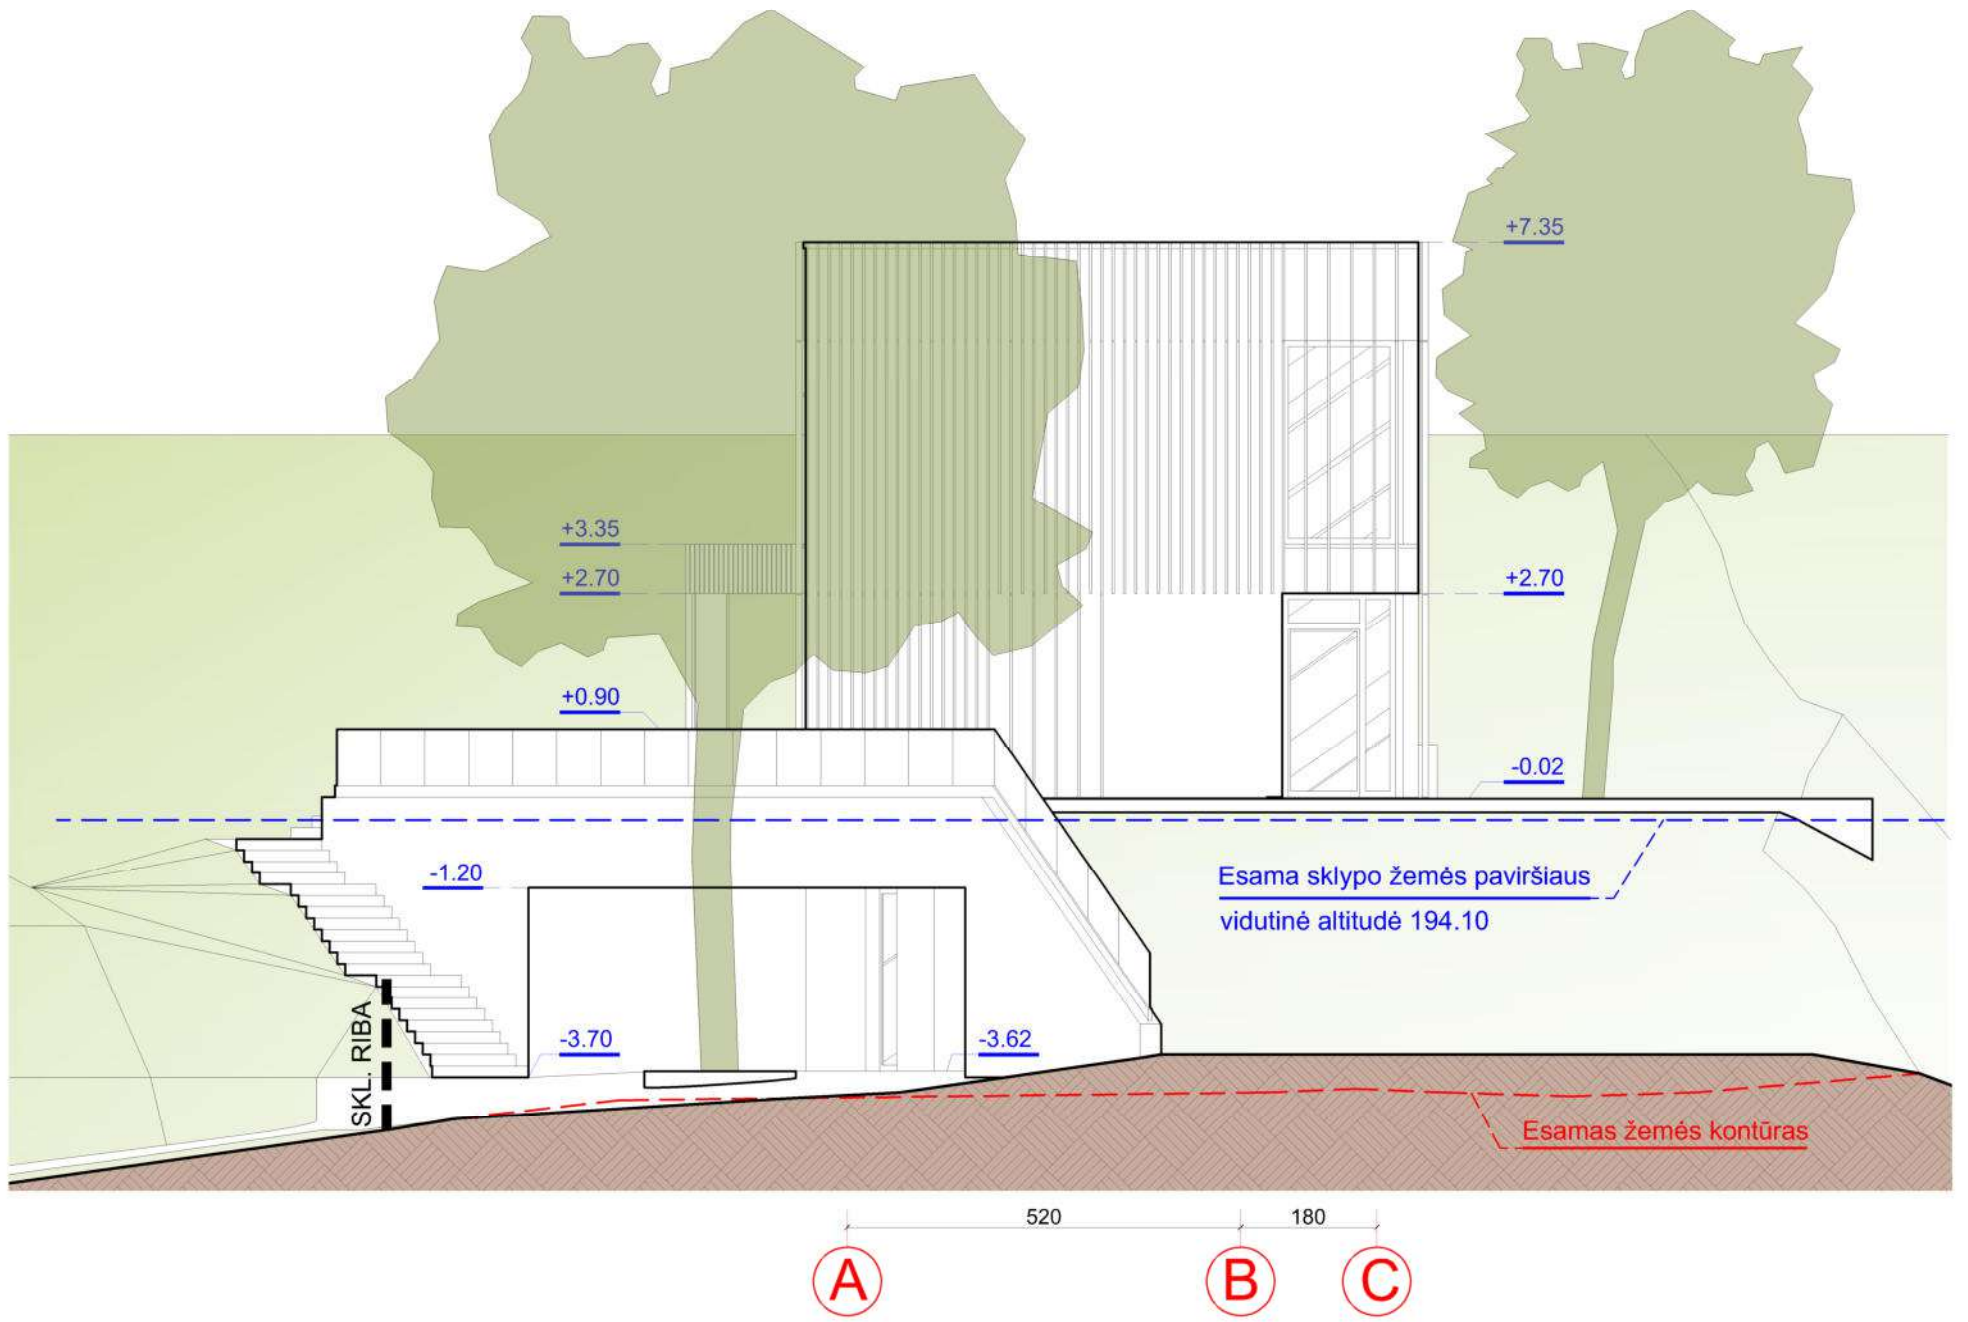 +7.35
+3.35
+2.70
+2.70
+0.90
-0.02
-1.20
Esama sklypo žemės paviršiaus
vidutinė altitudė 194.10
SKL. RIBA
-3.70
-3.62
Esamas žemės kontūras
520
180
A
B
C